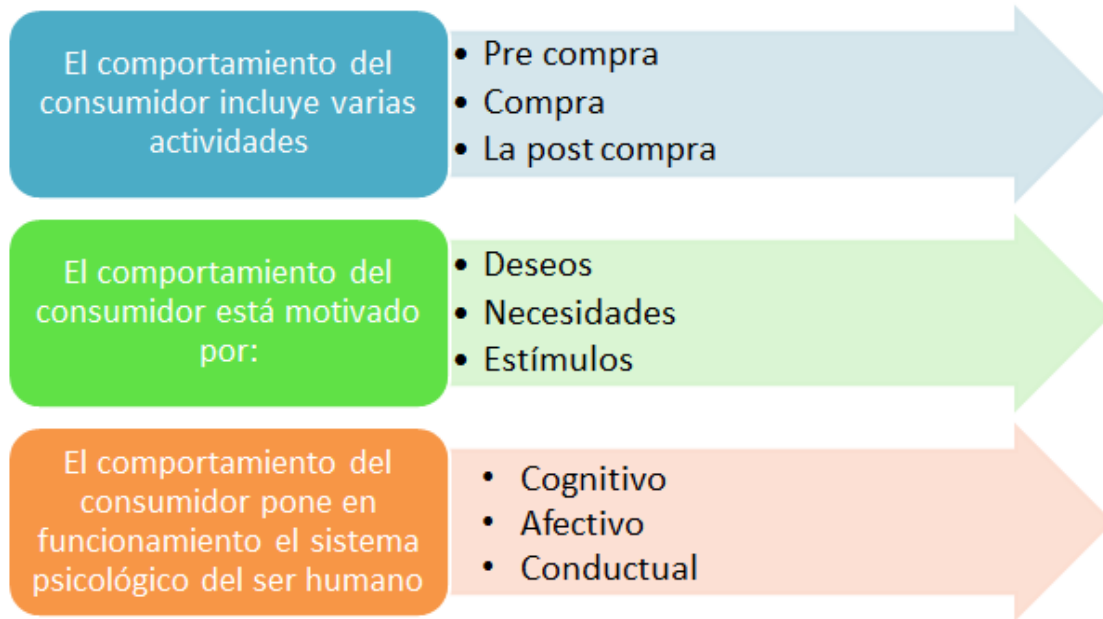 El comportamiento del
consumidor incluye varias
actividades
• Pre compra
• Compra
• La post compra
El comportamiento del
consumidor está motivado
por:
• Deseos
• Necesidades
• Estímulos
El comportamiento del
consumidor pone en
funcionamiento el sistema
psicológico del ser humano
• Cognitivo
• Afectivo
• Conductual